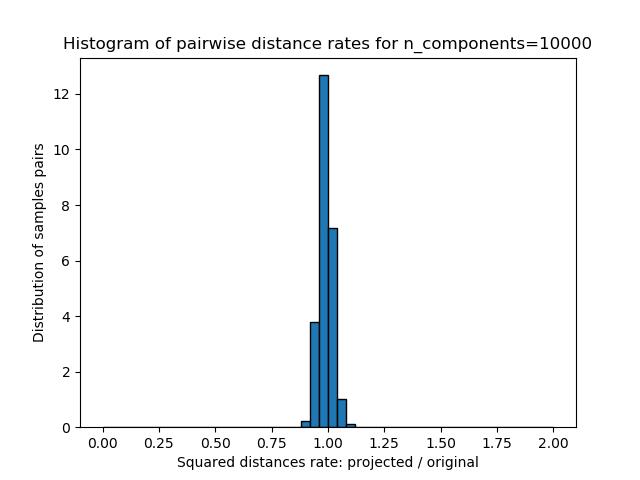 Histogram of pairwise distance rates for n_components=10000
Distribution of samples pairs
12
10
8
6
4
2
0
0.00 0.25 0.50 0.75 1.00 1.25 1.50 1.75 2.00
Squared distances rate: projected / original